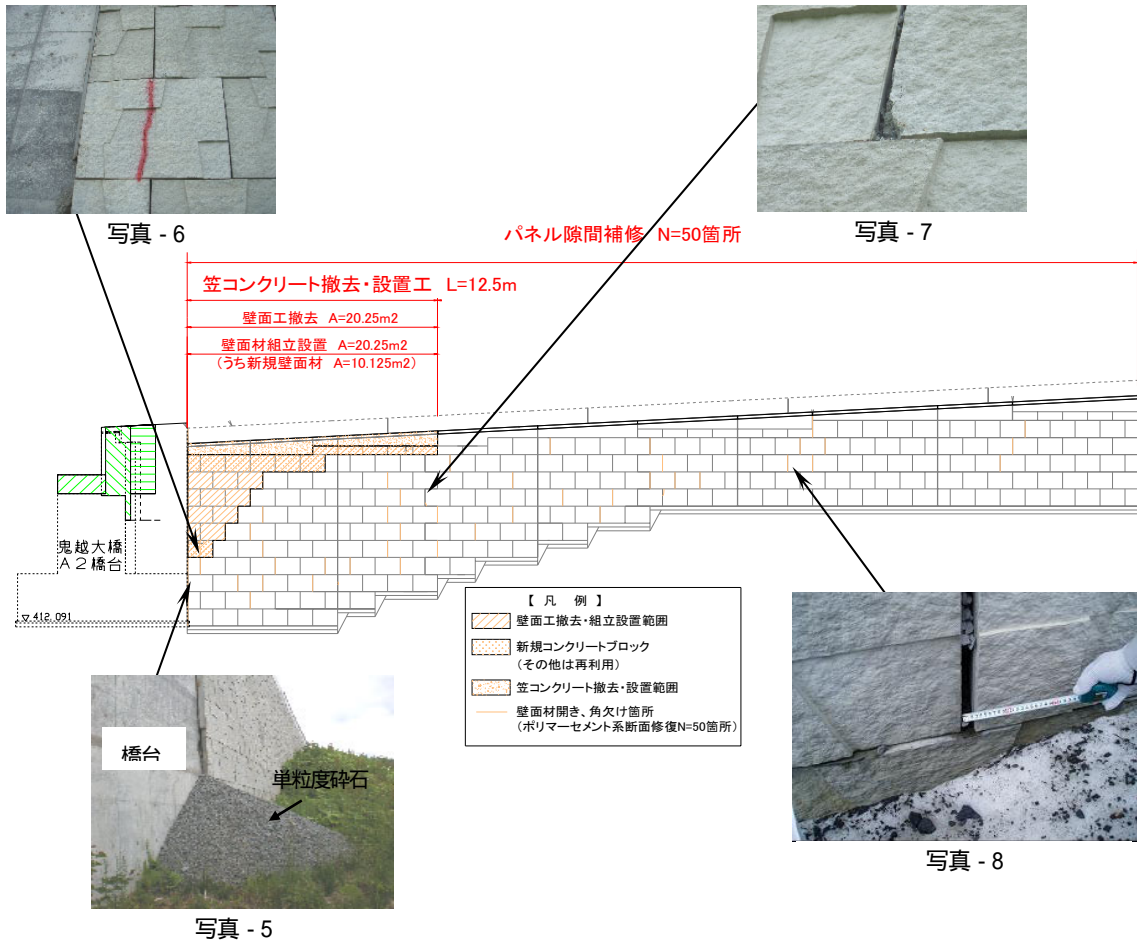 写真 - 6
写真 - 7
パネル隙間補修 N=50箇所
笠コンクリート撤去・設置工 L=12.5m
壁面工撤去 A=20.25m2
壁面材組立設置 A=20.25m2
(うち新規壁面材 A=10.125m2)
鬼越大橋
A2橋台
▽ 412.091
【 凡 例 】
壁面工撤去・組立設置範囲
新規コンクリートブロック
(その他は再利用)
笠コンクリート撤去・設置範囲
壁面材開き、角欠け箇所
(ポリマーセメント系断面修復N=50箇所)
橋台
単粒度砕石
写真 - 5
写真 - 8